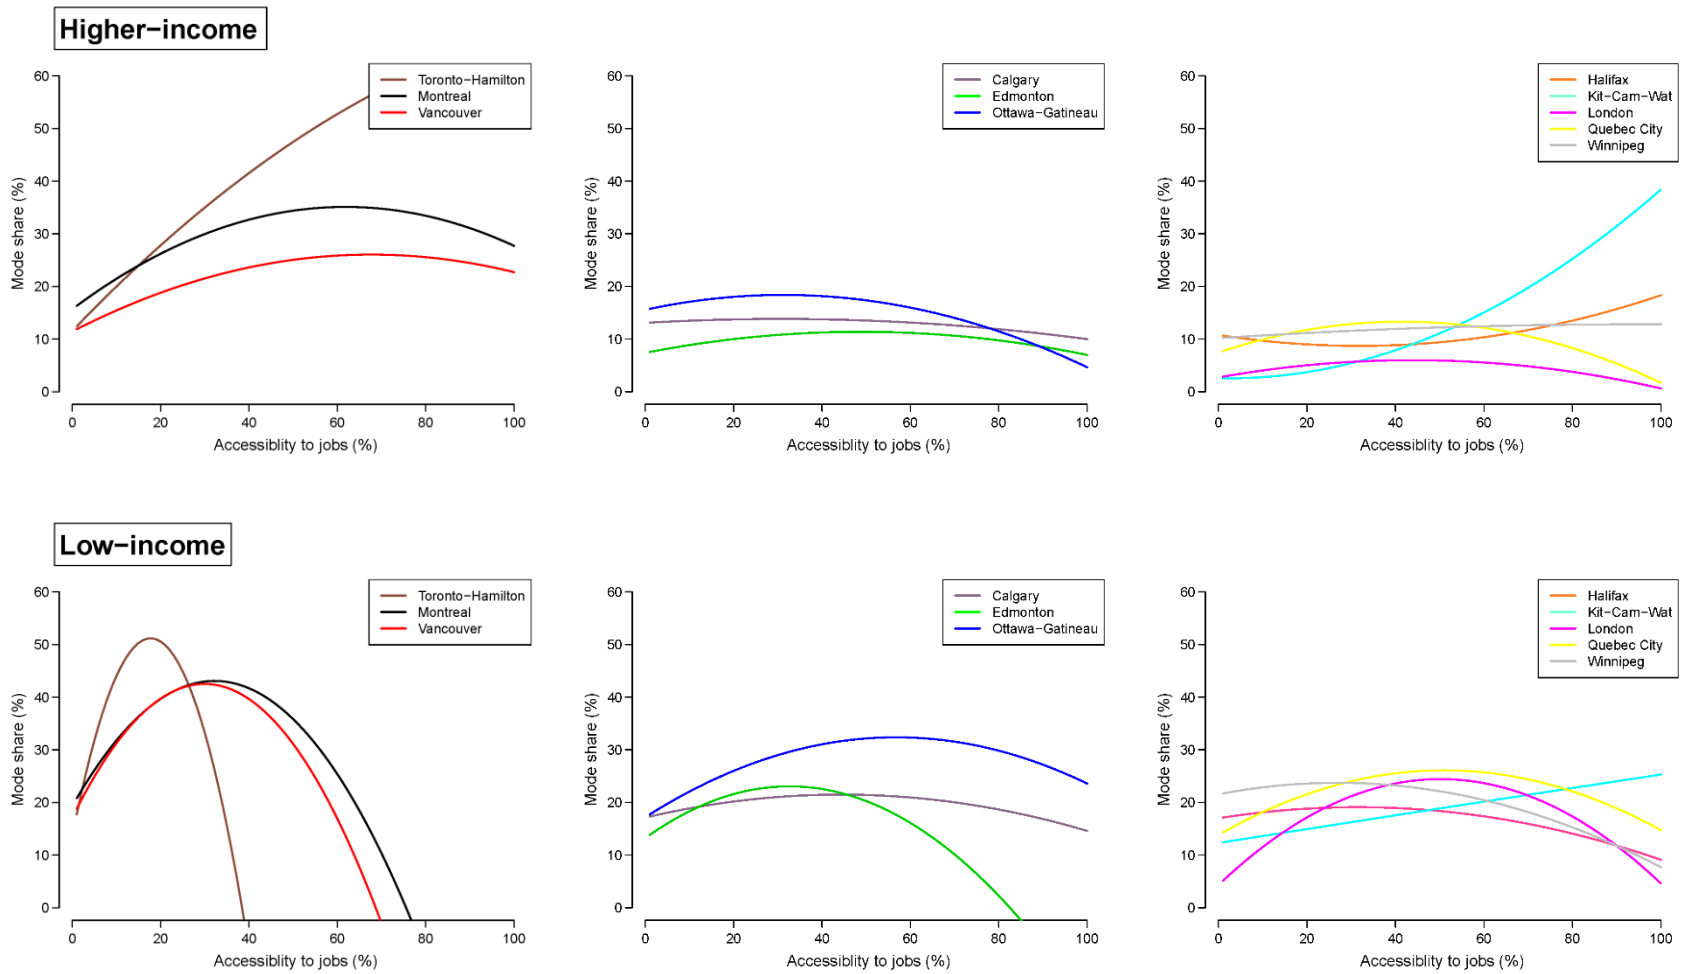 Higher−income
Toronto−Hamilton
Montreal
Vancouver
Mode share (%)
60
50
40
30
20
10
0
0 20 40 60 80 100
Accessiblity to jobs (%)
Calgary
Edmonton
Ottawa−Gatineau
Mode share (%)
60
50
40
30
20
10
0
0 20 40 60 80 100
Accessiblity to jobs (%)
Halifax
Kit−Cam−Wat
London
Quebec City
Winnipeg
Mode share (%)
60
50
40
30
20
10
0
0 20 40 60 80 100
Accessiblity to jobs (%)
Low−income
Toronto−Hamilton
Montreal
Vancouver
Mode share (%)
60
50
40
30
20
10
0
0 20 40 60 80 100
Accessiblity to jobs (%)
Calgary
Edmonton
Ottawa−Gatineau
Mode share (%)
60
50
40
30
20
10
0
0 20 40 60 80 100
Accessiblity to jobs (%)
Halifax
Kit−Cam−Wat
London
Quebec City
Winnipeg
Mode share (%)
60
50
40
30
20
10
0
0 20 40 60 80 100
Accessiblity to jobs (%)